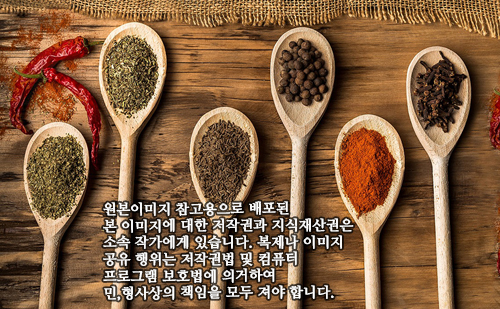 원본이미지 참고용으로 배포된
본 이미지에 대한 저작권과 지식재산권은
소속 작가에게 있습니다. 복제나 이미지
공유 행위는 저작권법 및 컴퓨터
프로그램 보호법에 의거하여
민,형사상의 책임을 모두 져야 합니다.